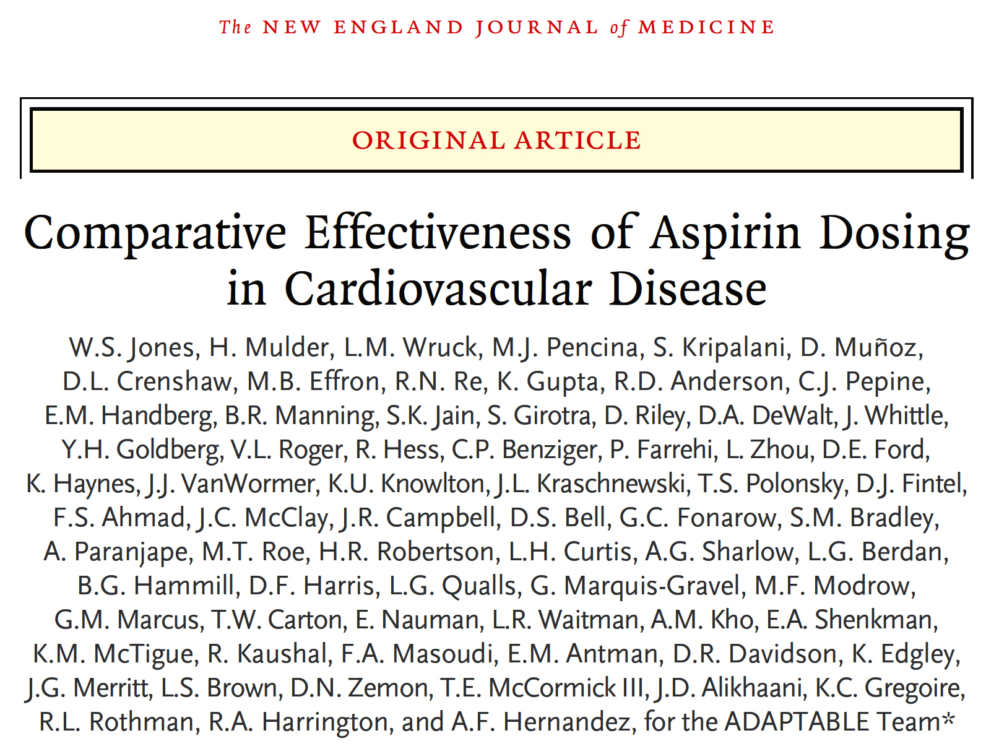 The NEW ENGLAND JOURNAL of MEDICINE
ORIGINAL ARTICLE
Comparative Effectiveness of Aspirin Dosing
in Cardiovascular Disease
W.S. Jones, H. Mulder, L.M. Wruck, M.J. Pencina, S. Kripalani, D. Muñoz,
D.L. Crenshaw, M.B. Effron, R.N. Re, K. Gupta, R.D. Anderson, C.J. Pepine,
E.M. Handberg, B.R. Manning, S.K. Jain, S. Girotra, D. Riley, D.A. DeWalt, J. Whittle,
Y.H. Goldberg, V.L. Roger, R. Hess, C.P. Benziger, P. Farrehi, L. Zhou, D.E. Ford,
K. Haynes, J.J. VanWormer, K.U. Knowlton, J.L. Kraschnewski, T.S. Polonsky, D.J. Fintel,
F.S. Ahmad, J.C. McClay, J.R. Campbell, D.S. Bell, G.C. Fonarow, S.M. Bradley,
A. Paranjape, M.T. Roe, H.R. Robertson, L.H. Curtis, A.G. Sharlow, L.G. Berdan,
B.G. Hammill, D.F. Harris, L.G. Qualls, G. Marquis-Gravel, M.F. Modrow,
G.M. Marcus, T.W. Carton, E. Nauman, L.R. Waitman, A.M. Kho, E.A. Shenkman,
K.M. McTigue, R. Kaushal, F.A. Masoudi, E.M. Antman, D.R. Davidson, K. Edgley,
J.G. Merritt, L.S. Brown, D.N. Zemon, T.E. McCormick III, J.D. Alikhaani, K.C. Gregoire,
R.L. Rothman, R.A. Harrington, and A.F. Hernandez, for the ADAPTABLE Team*